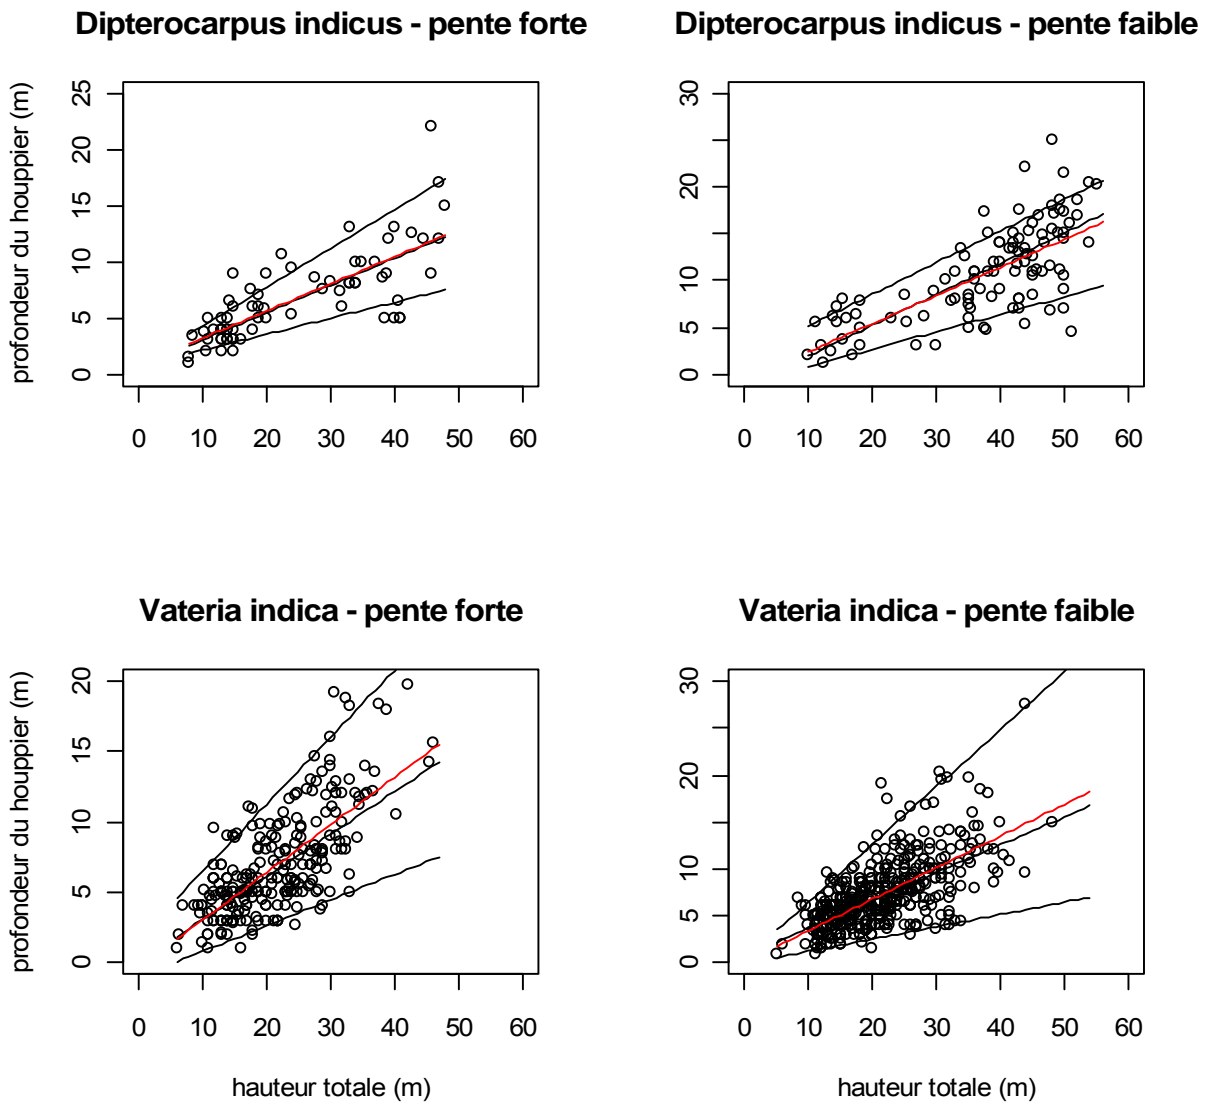 Dipterocarpus indicus - pente forte
profondeur du houppier (m)
25
20
15
10
5
0
0 10 20 30 40 50 60
Dipterocarpus indicus - pente faible
30
20
10
5
0
0 10 20 30 40 50 60
Vateria indica - pente forte
profondeur du houppier (m)
20
15
10
5
0
0 10 20 30 40 50 60
hauteur totale (m)
Vateria indica - pente faible
30
20
10
5
0
0 10 20 30 40 50 60
hauteur totale (m)